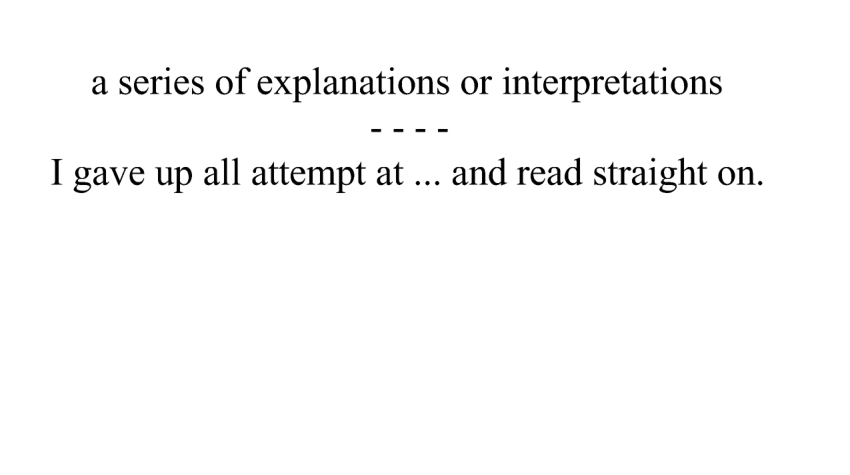 a series of explanations or interpretations
- - - -
I gave up all attempt at ... and read straight on.